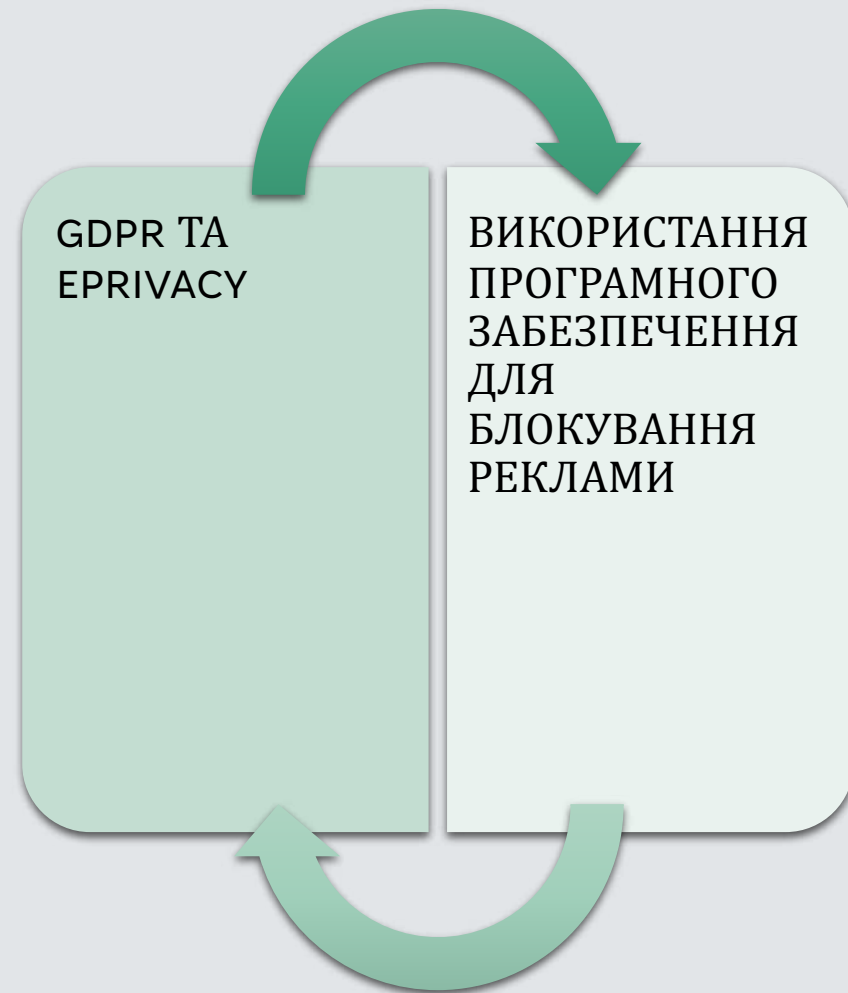 GDPR ТА
EPRIVACY
ВИКОРИСТАННЯ
ПРОГРАМНОГО
ЗАБЕЗПЕЧЕННЯ
ДЛЯ
БЛОКУВАННЯ
РЕКЛАМИ